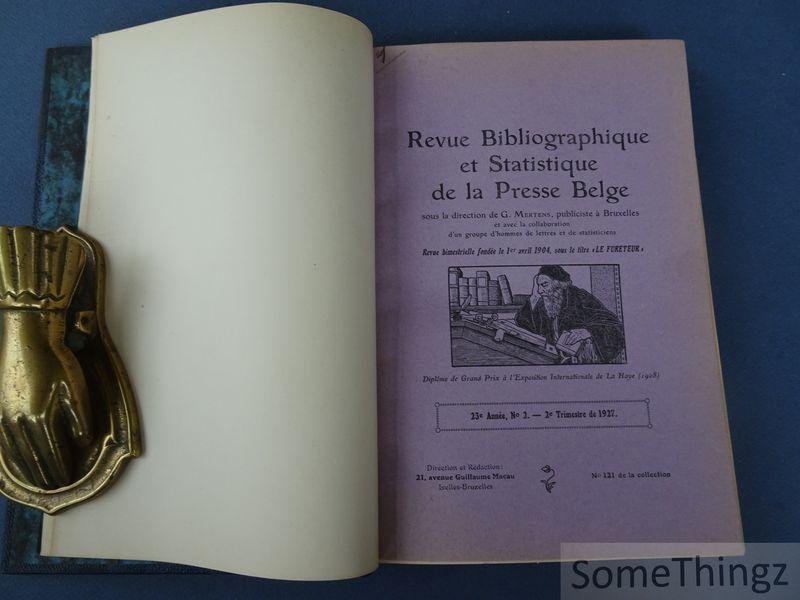 Revue Bibliographique
et Statistique
de la Presse Belge
sous la direction de G. MERTENS, publiciste à Bruxelles
et avec la collaboration
d'un groupe d'hommes de lettres et de statisticiens
Revue bimestrielle fondée le 1er avril 1904, sous le titre «LE FURETEUR»
Diplôme de Grand Prix à l'Exposition Internationale de La Haye (1908)
23e Année, No 2. — 2e Trimestre de 1927.
Direction et Rédaction:
21, avenue Guillaume Macau
Ixelles-Bruxelles
No 121 de la collection
SomeThingz